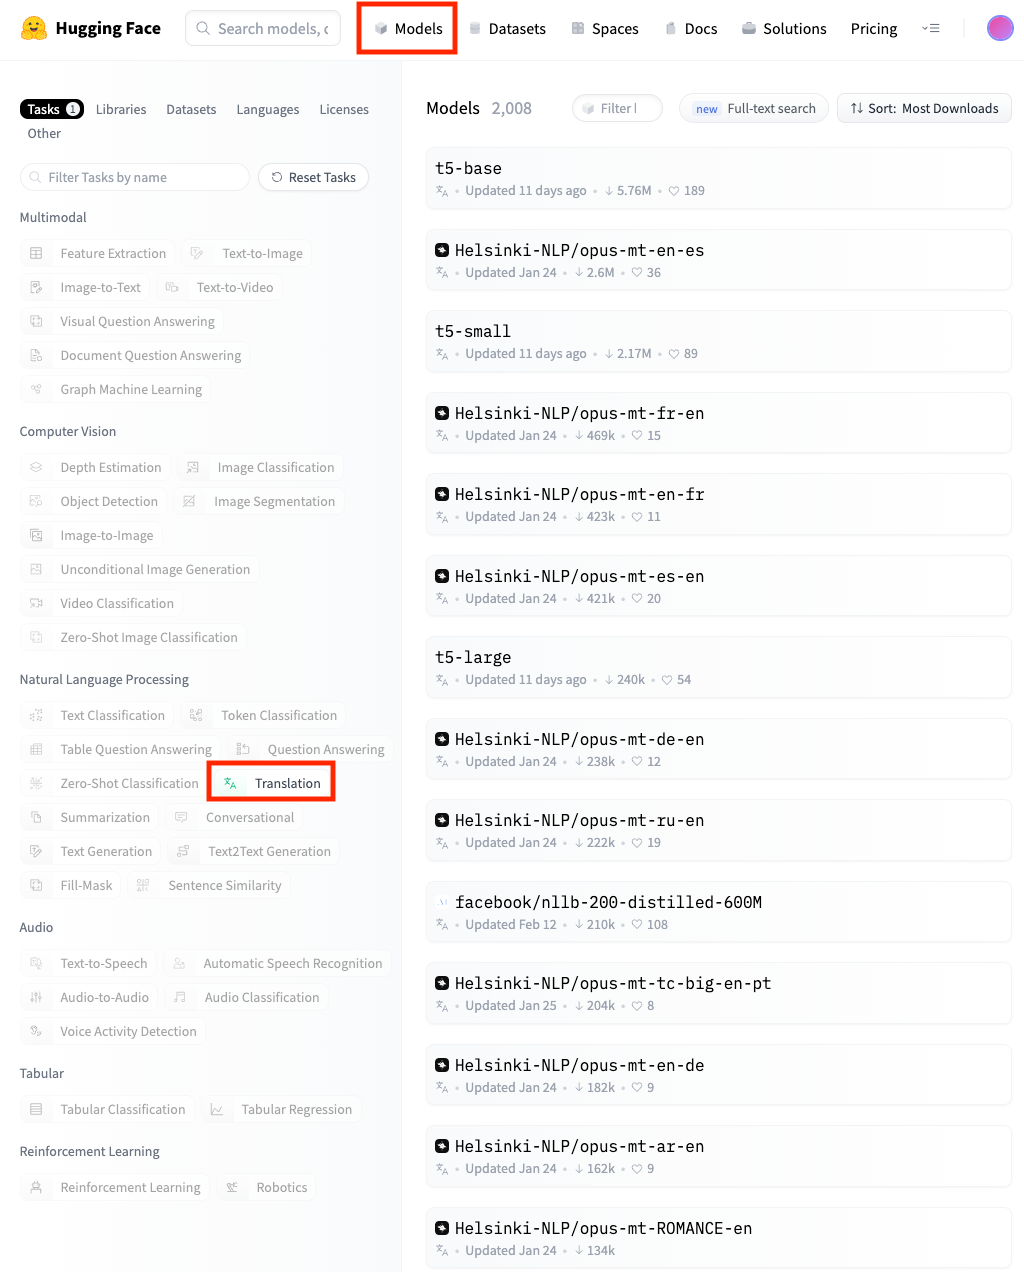 Hugging Face
Search models, d
Models
Datasets
Spaces
Docs
Solutions
Pricing
Tasks 1
Libraries
Datasets
Languages
Licenses
Other
Filter Tasks by name
Reset Tasks
Multimodal
Feature Extraction
Text-to-Image
Image-to-Text
Text-to-Video
Visual Question Answering
Document Question Answering
Graph Machine Learning
Computer Vision
Depth Estimation
Image Classification
Object Detection
Image Segmentation
Image-to-Image
Unconditional Image Generation
Video Classification
Zero-Shot Image Classification
Natural Language Processing
Text Classification
Token Classification
Table Question Answering
Question Answering
Zero-Shot Classification
Translation
Summarization
Conversational
Text Generation
Text2Text Generation
Fill-Mask
Sentence Similarity
Audio
Text-to-Speech
Automatic Speech Recognition
Audio-to-Audio
Audio Classification
Voice Activity Detection
Tabular
Tabular Classification
Tabular Regression
Reinforcement Learning
Reinforcement Learning
Robotics
Models 2,008
Filter
new Full-text search
Sort: Most Downloads
t5-base
Updated 11 days ago • ↓ 5.76M • ♡ 189
Helsinki-NLP/opus-mt-en-es
Updated Jan 24 • ↓ 2.6M • ♡ 36
t5-small
Updated 11 days ago • ↓ 2.17M • ♡ 89
Helsinki-NLP/opus-mt-fr-en
Updated Jan 24 • ↓ 469k • ♡ 15
Helsinki-NLP/opus-mt-en-fr
Updated Jan 24 • ↓ 423k • ♡ 11
Helsinki-NLP/opus-mt-es-en
Updated Jan 24 • ↓ 421k • ♡ 20
t5-large
Updated 11 days ago • ↓ 240k • ♡ 54
Helsinki-NLP/opus-mt-de-en
Updated Jan 24 • ↓ 238k • ♡ 12
Helsinki-NLP/opus-mt-ru-en
Updated Jan 24 • ↓ 222k • ♡ 19
facebook/nllb-200-distilled-600M
Updated Feb 12 • ↓ 210k • ♡ 108
Helsinki-NLP/opus-mt-tc-big-en-pt
Updated Jan 25 • ↓ 204k • ♡ 8
Helsinki-NLP/opus-mt-en-de
Updated Jan 24 • ↓ 182k • ♡ 9
Helsinki-NLP/opus-mt-ar-en
Updated Jan 24 • ↓ 162k • ♡ 9
Helsinki-NLP/opus-mt-ROMANCE-en
Updated Jan 24 • ↓ 134k